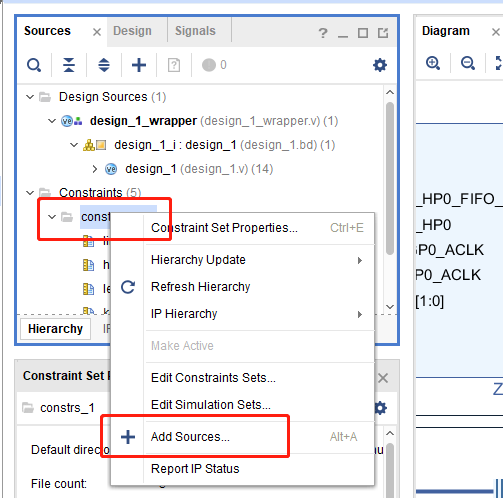 Sources
Design
Signals
?
0
Design Sources (1)
design_1_wrapper (design_1_wrapper.v) (1)
design_1_i : design_1 (design_1.bd) (1)
design_1 (design_1.v) (14)
Constraints (5)
Constraint Set Properties... Ctrl+E
Hierarchy Update
Refresh Hierarchy
IP Hierarchy
Make Active
Edit Constraints Sets...
Edit Simulation Sets...
Add Sources... Alt+A
Report IP Status
Hierarchy
Constraint Set
constrs_1
File count:
Diagram
_HP0_FIFO_
_HP0
P0_ACLK
P0_ACLK
[1:0]